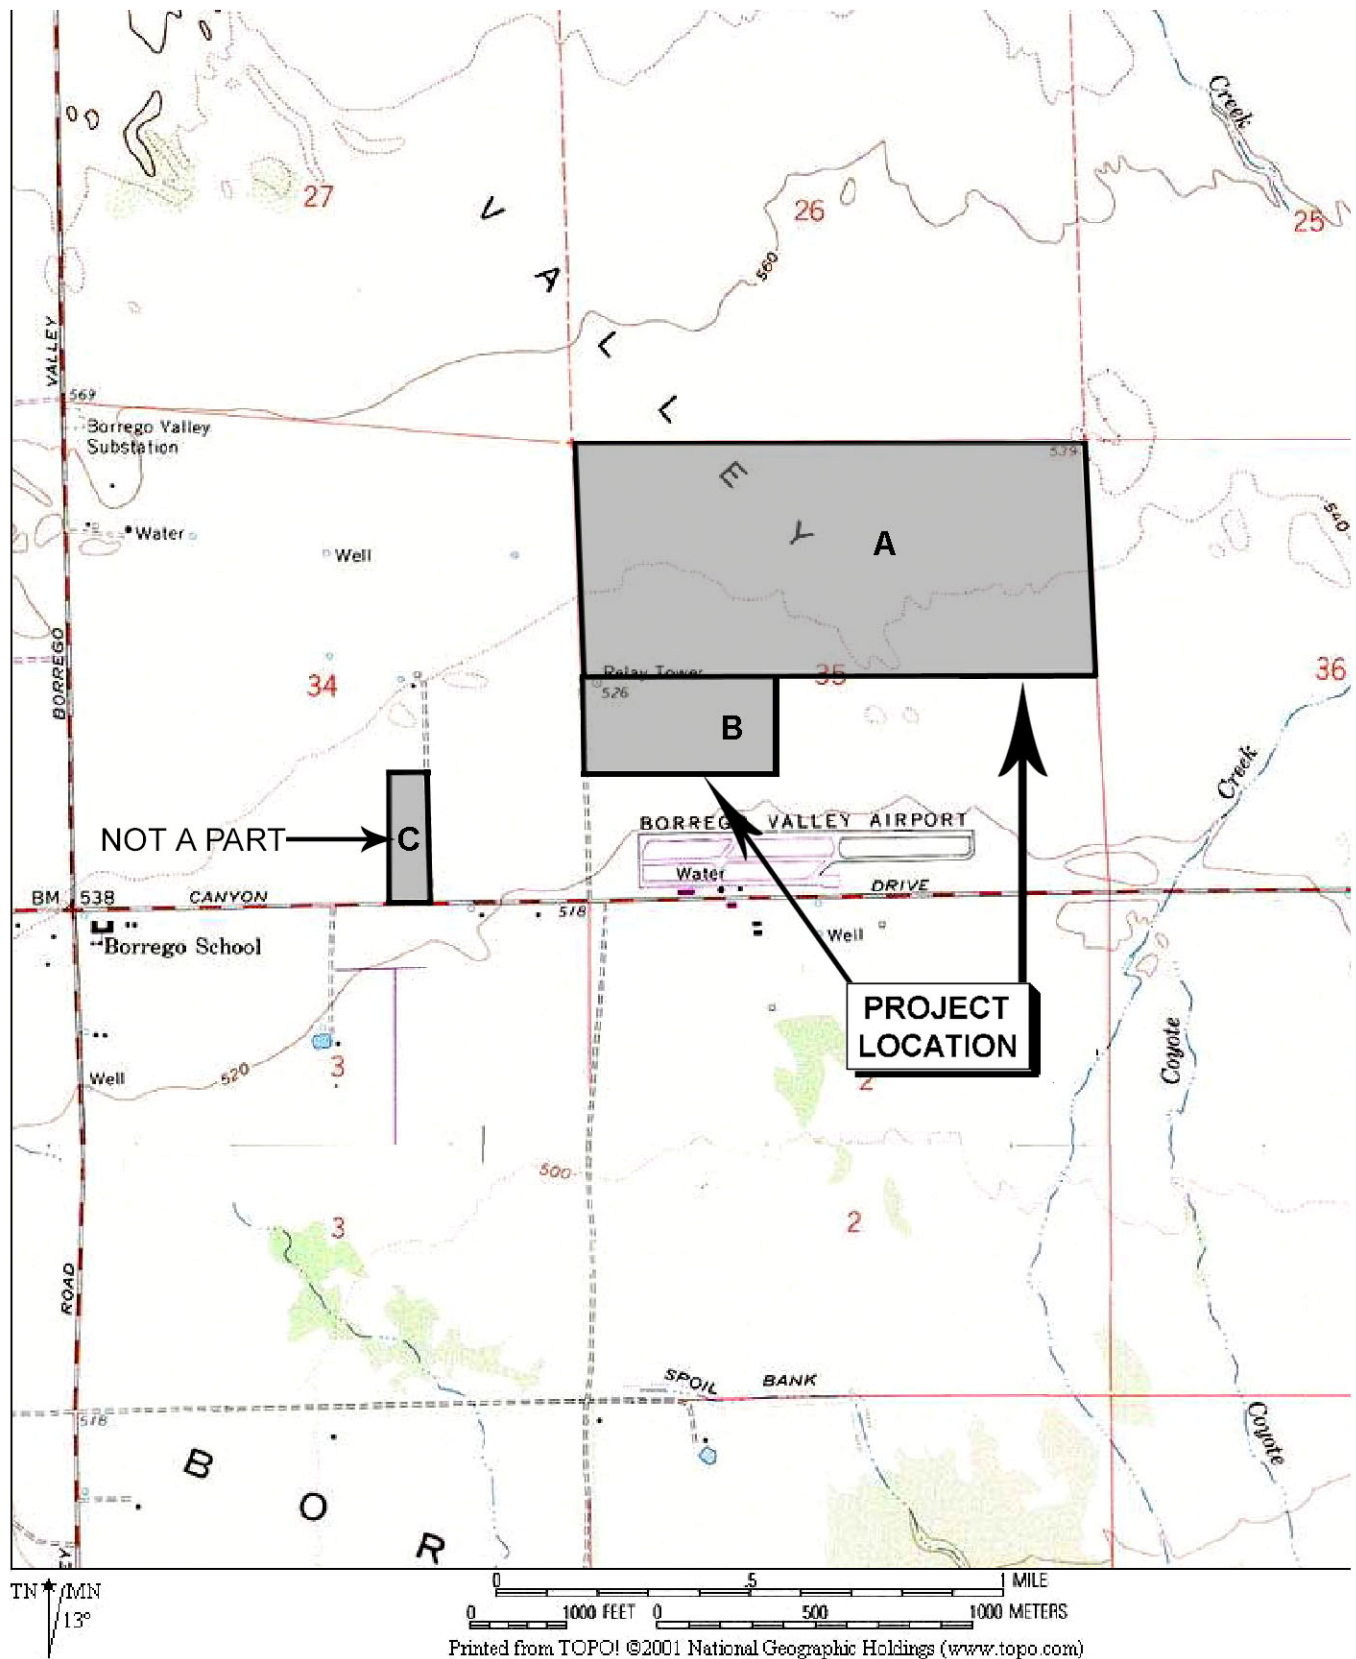 Creek
27
V
26
25
A
560
L
VALLEY
L
569
Borrego Valley
Substation
539
E
540
Y
A
Water
Well
BORREGO
34
Relay Tower
35
36
526
B
Creek
BORREGO VALLEY AIRPORT
NOT A PART
C
Water
DRIVE
BM 538
CANYON
518
Borrego School
Well
PROJECT
LOCATION
Coyote
520
3
Well
2
500
3
2
ROAD
SPOIL BANK
518
Coyote
B
O
R
EY
TN MN
13°
0 .5 1 MILE
0 1000 FEET 0 500 1000 METERS
Printed from TOPO! ©2001 National Geographic Holdings (www.topo.com)